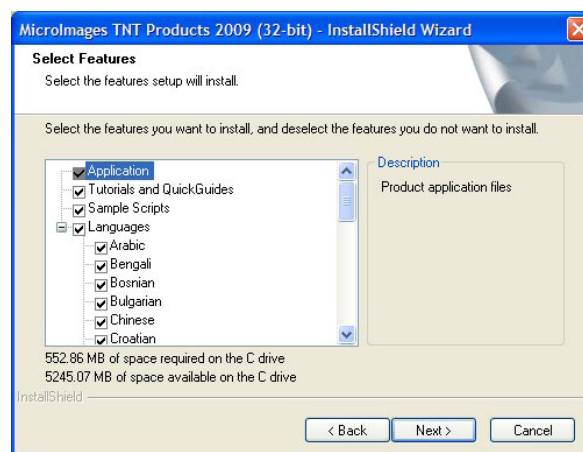 MicroImages TNT Products 2009 (32-bit) - InstallShield Wizard
Select Features
Select the features setup will install.
Select the features you want to install, and deselect the features you do not want to install.
Application
Tutorials and QuickGuides
Sample Scripts
Languages
Arabic
Bengali
Bosnian
Bulgarian
Chinese
Croatian
Description
Product application files
552.86 MB of space required on the C drive
5245.07 MB of space available on the C drive
InstallShield
< Back
Next >
Cancel